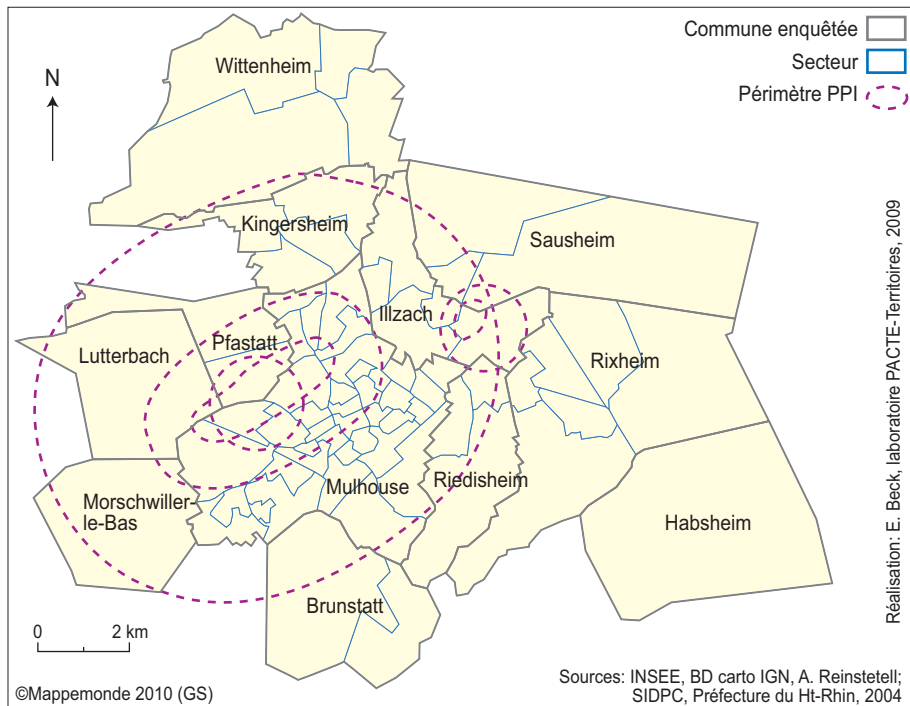 Commune enquêtée
Secteur
Périmètre PPI
N
Wittenheim
Kingersheim
Sausheim
Illzach
Pfastatt
Lutterbach
Rixheim
Mulhouse
Riedisheim
Morschwiller-
le-Bas
Habsheim
Brunstatt
0 2 km
©Mappemonde 2010 (GS)
Sources: INSEE, BD carto IGN, A. Reinstetell;
SIDPC, Préfecture du Ht-Rhin, 2004
Réalisation: E. Beck, laboratoire PACTE-Territoires, 2009